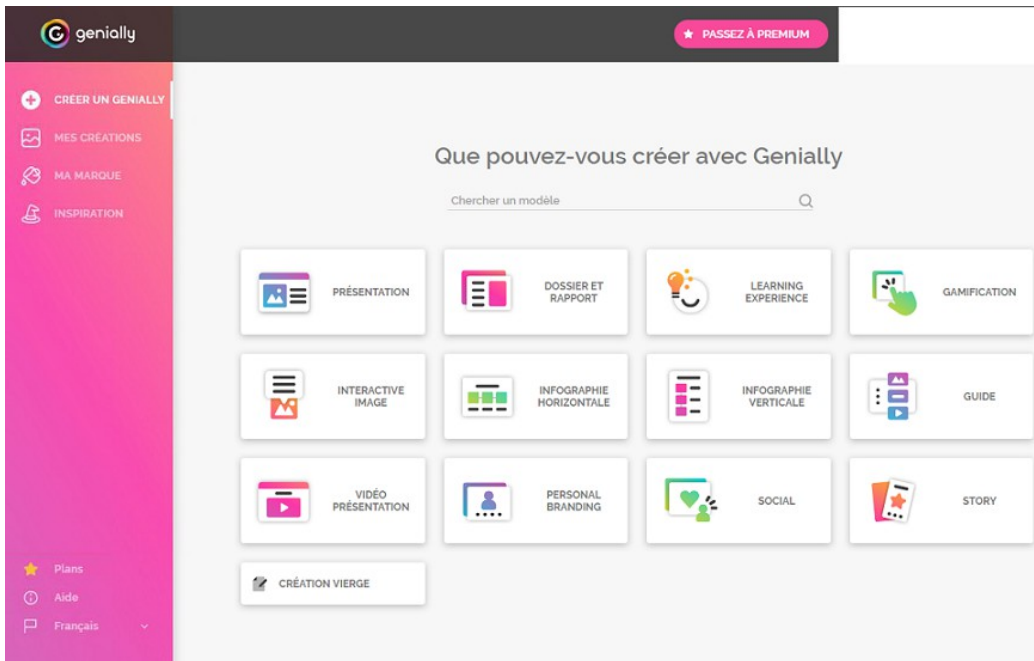 genially
PASSEZ À PREMIUM
CRÉER UN GENIALLY
MES CRÉATIONS
MA MARQUE
INSPIRATION
Que pouvez-vous créer avec Genially
Chercher un modèle
PRÉSENTATION
DOSSIER ET
RAPPORT
LEARNING
EXPERIENCE
GAMIFICATION
INTERACTIVE
IMAGE
INFOGRAPHIE
HORIZONTALE
INFOGRAPHIE
VERTICALE
GUIDE
VIDÉO
PRÉSENTATION
PERSONAL
BRANDING
SOCIAL
STORY
CRÉATION VIERGE
Plans
Aide
Français